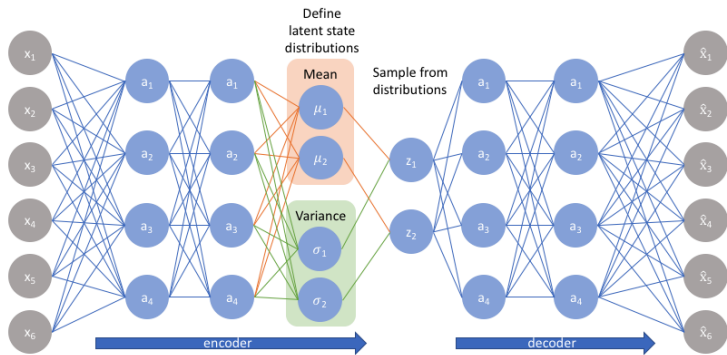 Define
latent state
distributions
Mean
Sample from
distributions
Variance
x₁
x₂
x₃
x₄
x₅
x₆
a₁
a₂
a₃
a₄
a₁
a₂
a₃
a₄
μ₁
μ₂
σ₁
σ₂
z₁
z₂
a₁
a₂
a₃
a₄
a₁
a₂
a₃
a₄
x̂₁
x̂₂
x̂₃
x̂₄
x̂₅
x̂₆
encoder
decoder